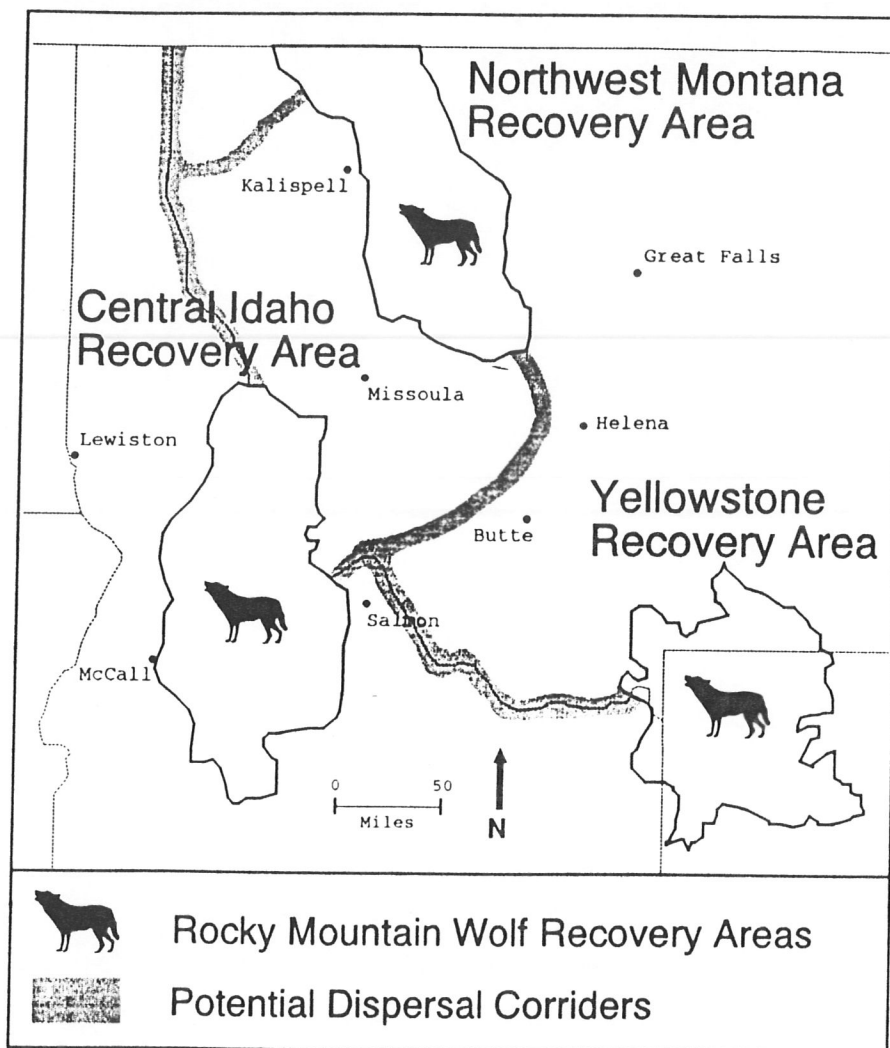 Northwest Montana
Recovery Area
Kalispell
Great Falls
Central Idaho
Recovery Area
Missoula
Helena
Lewiston
Yellowstone
Recovery Area
Butte
Salmon
McCall
0 50
Miles
N
Rocky Mountain Wolf Recovery Areas
Potential Dispersal Corriders